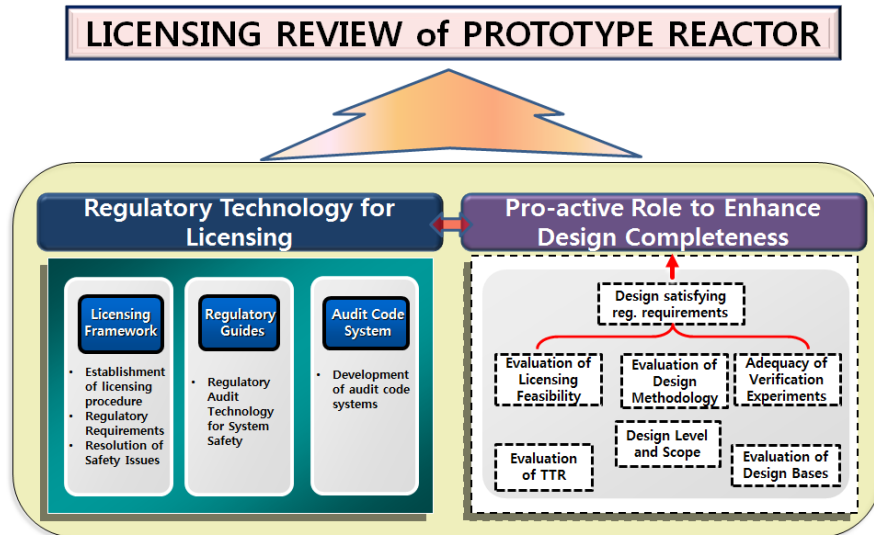 LICENSING REVIEW of PROTOTYPE REACTOR
Regulatory Technology for
Licensing
Pro-active Role to Enhance
Design Completeness
Licensing
Framework
• Establishment
of licensing
procedure
• Regulatory
Requirements
• Resolution of
Safety Issues
Regulatory
Guides
• Regulatory
Audit
Technology
for System
Safety
Audit Code
System
• Development
of audit code
systems
Design satisfying
reg. requirements
Evaluation of
Licensing
Feasibility
Evaluation of
Design
Methodology
Adequacy of
Verification
Experiments
Evaluation
of TTR
Design Level
and Scope
Evaluation of
Design Bases